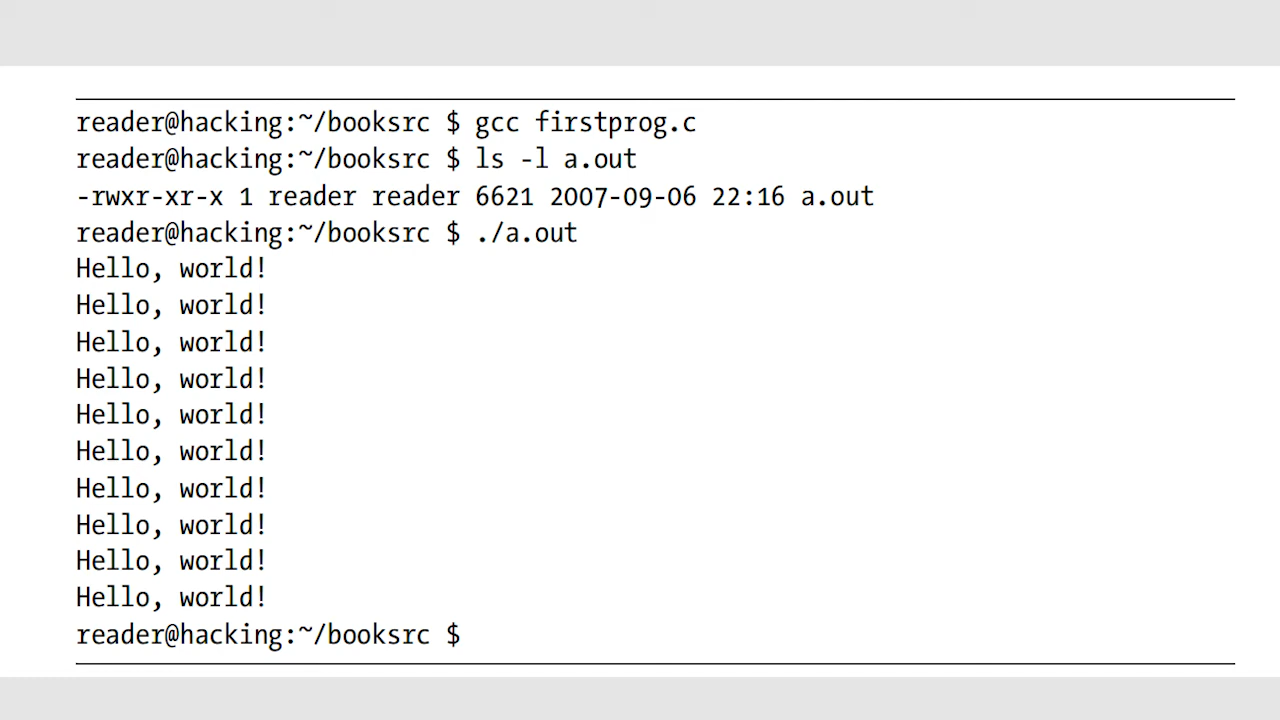 reader@hacking:~/booksrc $ gcc firstprog.c
reader@hacking:~/booksrc $ ls -l a.out
-rwxr-xr-x 1 reader reader 6621 2007-09-06 22:16 a.out
reader@hacking:~/booksrc $ ./a.out
Hello, world!
Hello, world!
Hello, world!
Hello, world!
Hello, world!
Hello, world!
Hello, world!
Hello, world!
Hello, world!
Hello, world!
reader@hacking:~/booksrc $